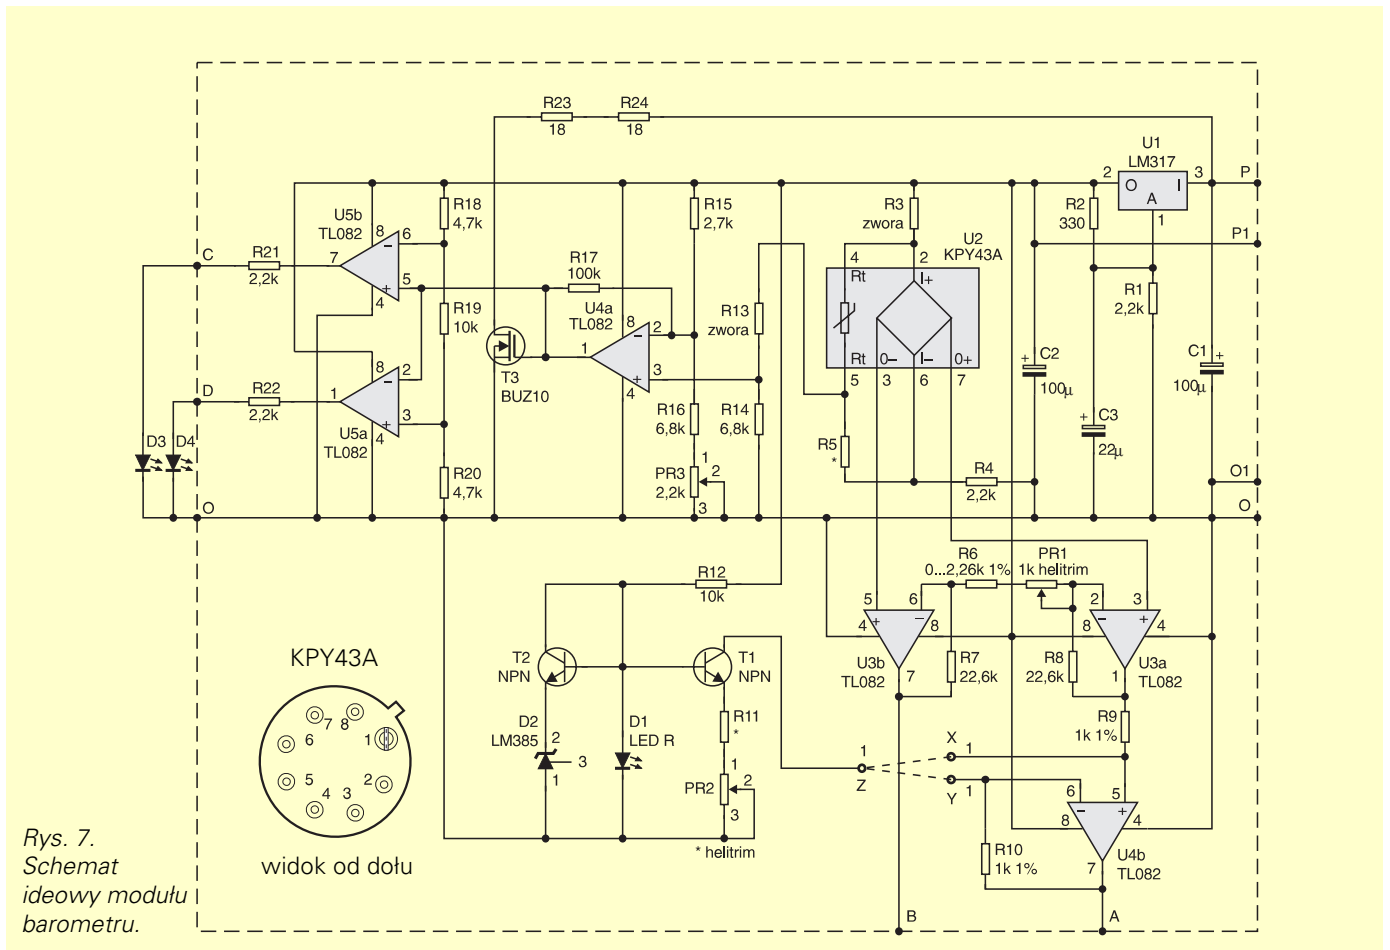 R23
18
R24
18
U1
LM317
2
O
I
3
A
1
P
P1
R18
4,7k
R15
2,7k
R3
zwora
R2
330
U2
KPY43A
U5b
TL082
8
6
−
7
5
+
4
C
R21
2,2k
R17
100k
U4a
TL082
8
2
−
1
3
+
4
R19
10k
R13
zwora
4
2
Rt
I+
Rt
0−
I−
0+
5
3
6
7
R1
2,2k
+
C2
100µ
C1
+
100µ
+
C3
22µ
T3
BUZ10
8
2
−
1
3
+
4
U5a
TL082
D
R22
2,2k
D3
D4
R16
6,8k
R14
6,8k
R5
*
R4
2,2k
R20
4,7k
PR3
2,2k
1
2
3
O1
O
O
R12
10k
R6
0...2,26k 1%
PR1
1k helitrim
5
6
+
−
4
8
U3b
TL082
7
2
3
−
+
8
4
U3a
TL082
1
R7
22,6k
R8
22,6k
T2
NPN
T1
NPN
D2
LM385
2
3
1
D1
LED R
R11
*
PR2
1
2
3
* helitrim
R9
1k 1%
X
1
1
Z
Y
1
6
5
−
+
8
4
U4b
TL082
7
R10
1k 1%
B
A
KPY43A
7
8
6
1
5
2
4
3
widok od dołu
Rys. 7.
Schemat
ideowy modułu
barometru.